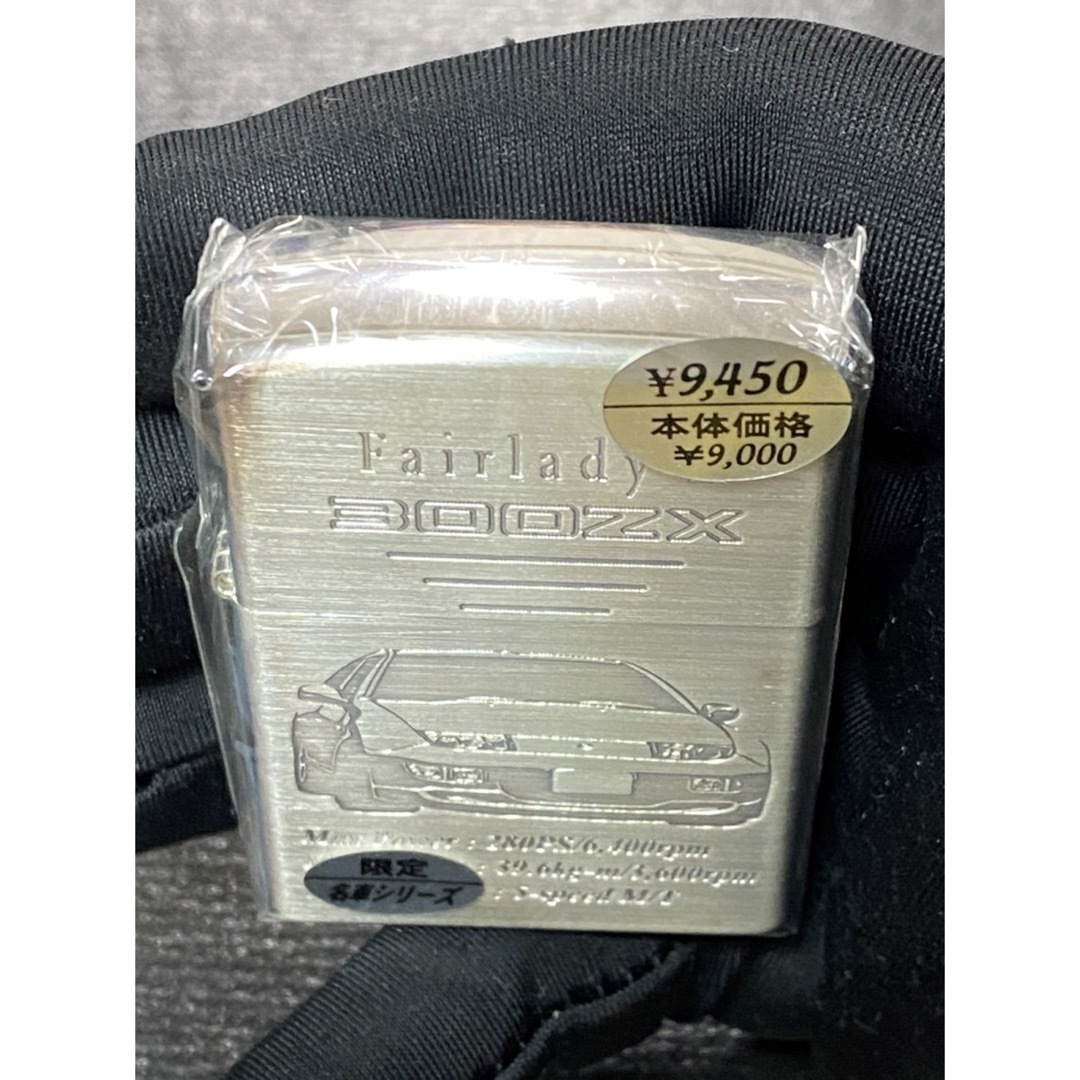 ¥9,450
本体価格
¥9,000
Fairlady
300ZX
Max Power : 280PS/6,400rpm
限定
: 39.6kg-m/3,600rpm
名車シリーズ
: 5-speed M/T